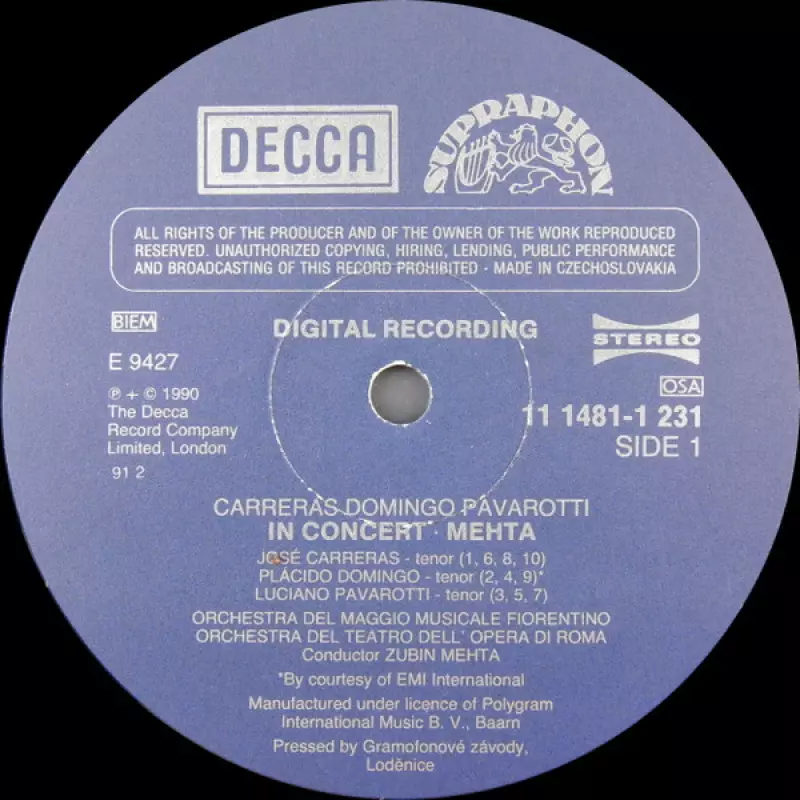 DECCA
SUPRAPHON
ALL RIGHTS OF THE PRODUCER AND OF THE OWNER OF THE WORK REPRODUCED
RESERVED. UNAUTHORIZED COPYING, HIRING, LENDING, PUBLIC PERFORMANCE
AND BROADCASTING OF THIS RECORD PROHIBITED · MADE IN CZECHOSLOVAKIA
BIEM
DIGITAL RECORDING
STEREO
E 9427
OSA
℗ + © 1990
The Decca
Record Company
Limited, London
11 1481-1 231
SIDE 1
91 2
CARRERAS DOMINGO PAVAROTTI
IN CONCERT · MEHTA
JOSÉ CARRERAS - tenor (1, 6, 8, 10)
PLÁCIDO DOMINGO - tenor (2, 4, 9)*
LUCIANO PAVAROTTI - tenor (3, 5, 7)
ORCHESTRA DEL MAGGIO MUSICALE FIORENTINO
ORCHESTRA DEL TEATRO DELL' OPERA DI ROMA
Conductor ZUBIN MEHTA
*By courtesy of EMI International
Manufactured under licence of Polygram
International Music B. V., Baarn
Pressed by Gramofonové závody,
Loděnice